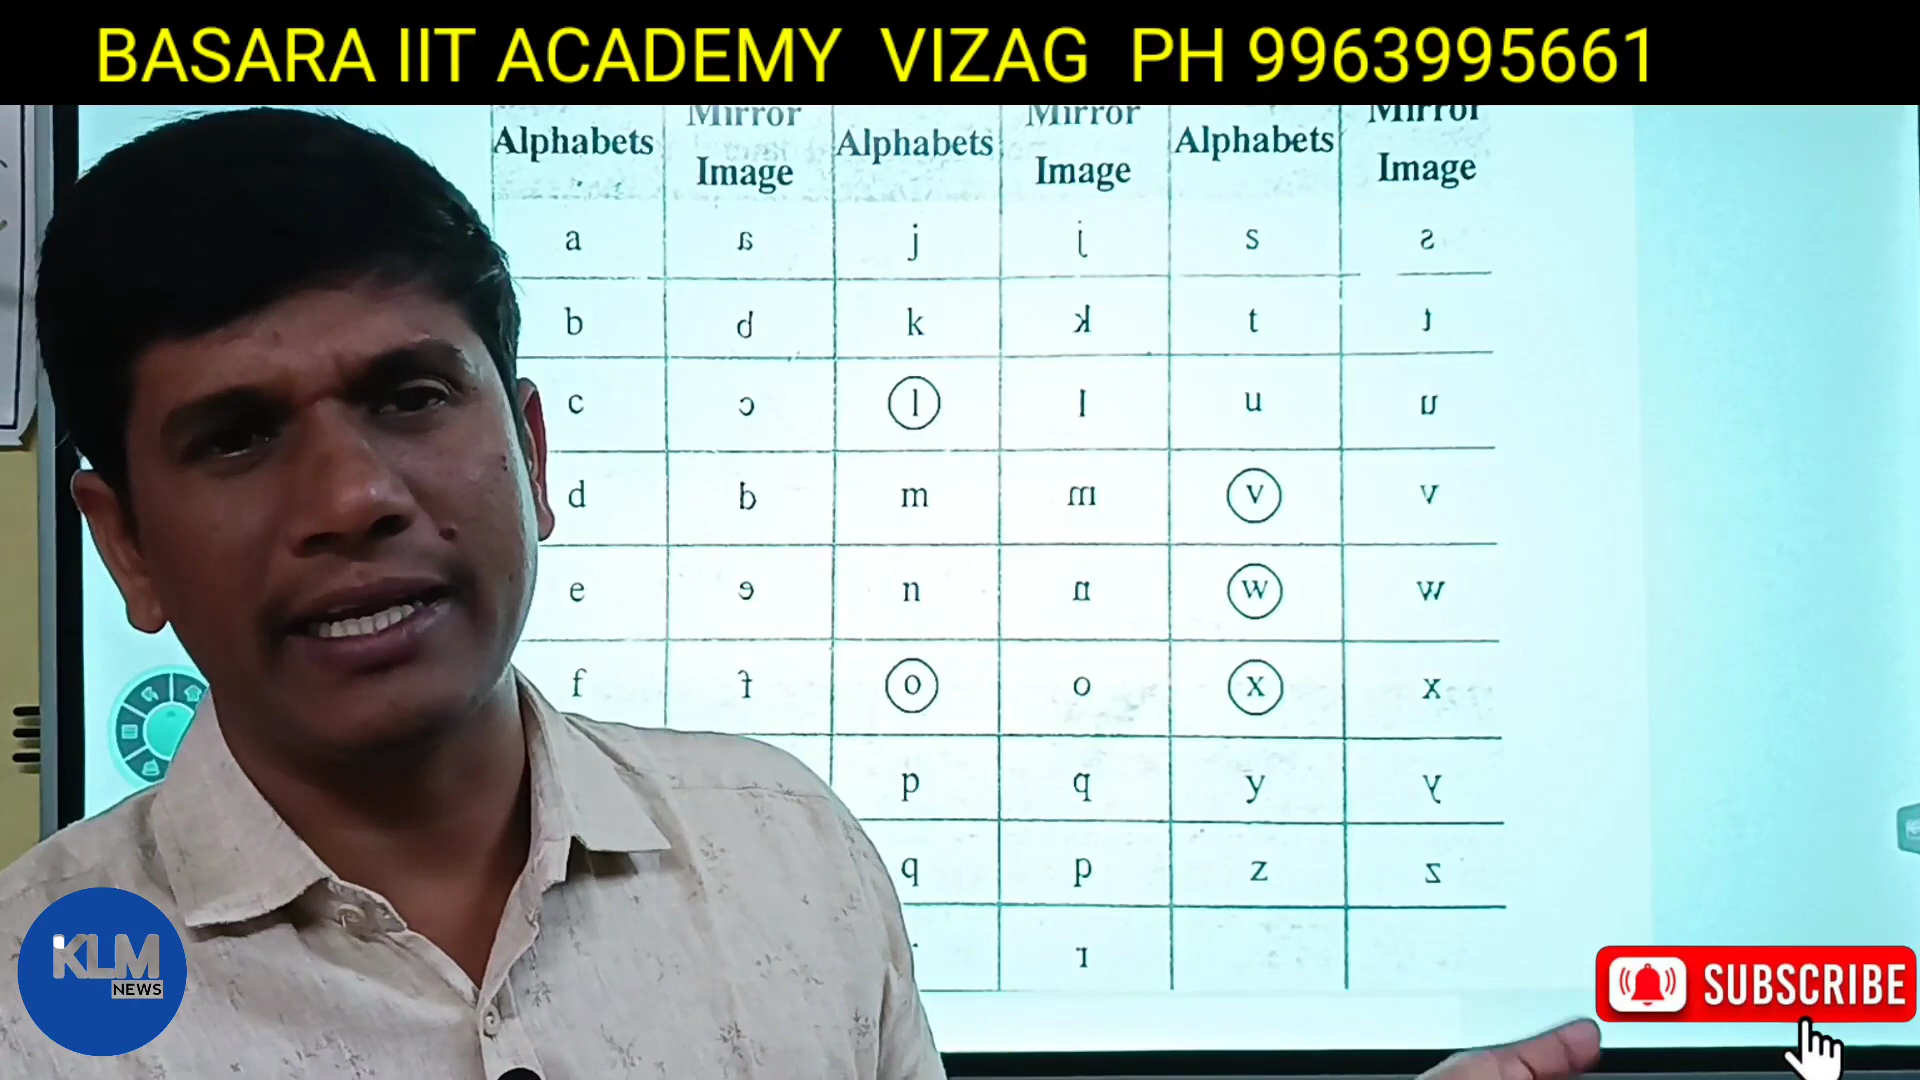 BASARA IIT ACADEMY VIZAG PH 9963995661
Alphabets Mirror Image Alphabets Mirror Image Alphabets Mirror Image
a ɐ j j s s
b d k k t t
c ɔ l l u u
d b m m v v
e ɘ n n w w
f f o o x x
p q y y
q p z z
r
KLM
NEWS
SUBSCRIBE